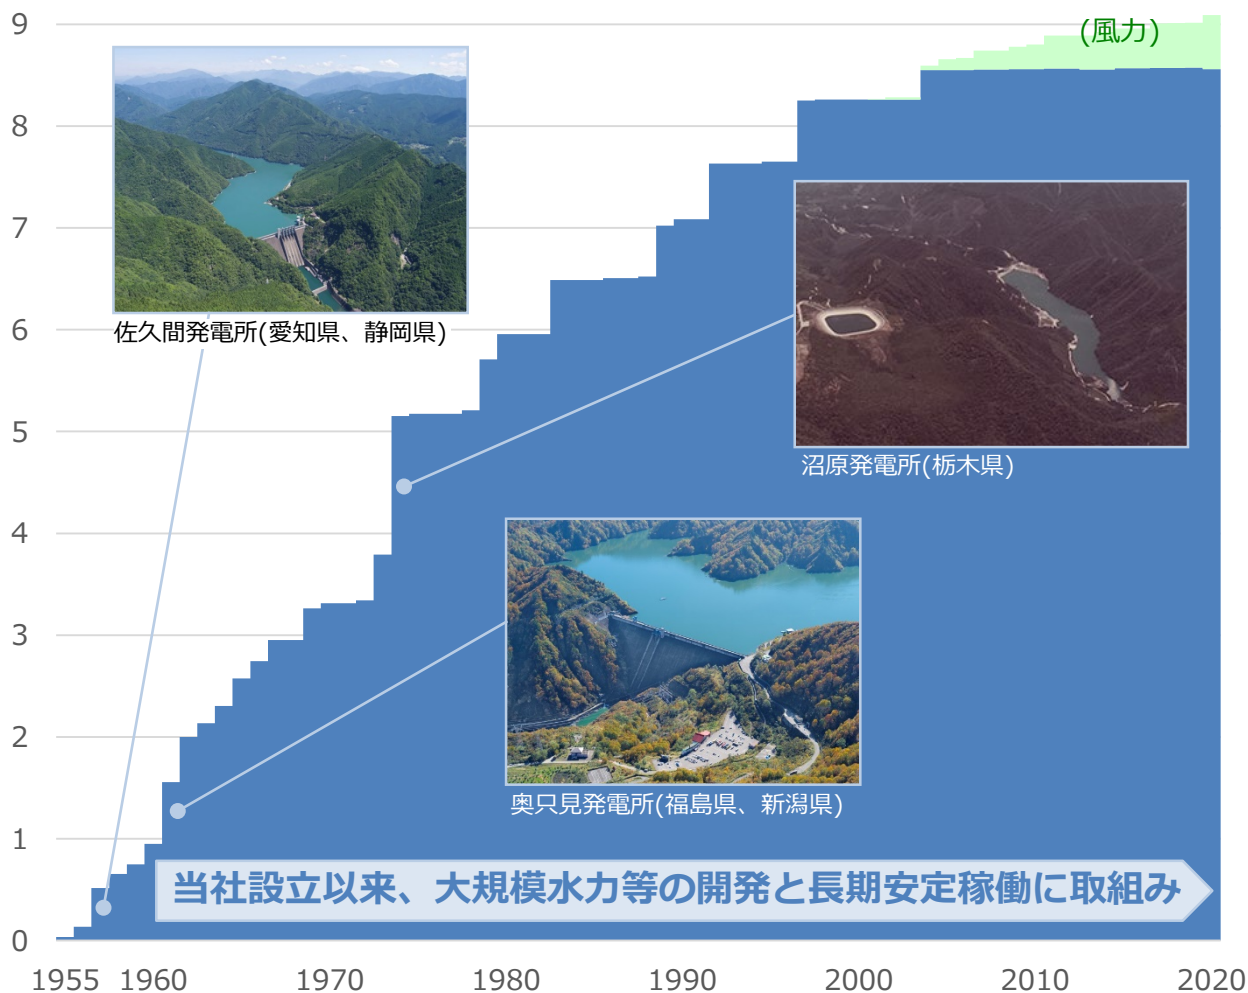 9
(風力)
8
7
6
佐久間発電所(愛知県、静岡県)
5
沼原発電所(栃木県)
4
3
2
奥只見発電所(福島県、新潟県)
1
当社設立以来、大規模水力等の開発と長期安定稼働に取組み
0
1955 1960 1970 1980 1990 2000 2010 2020